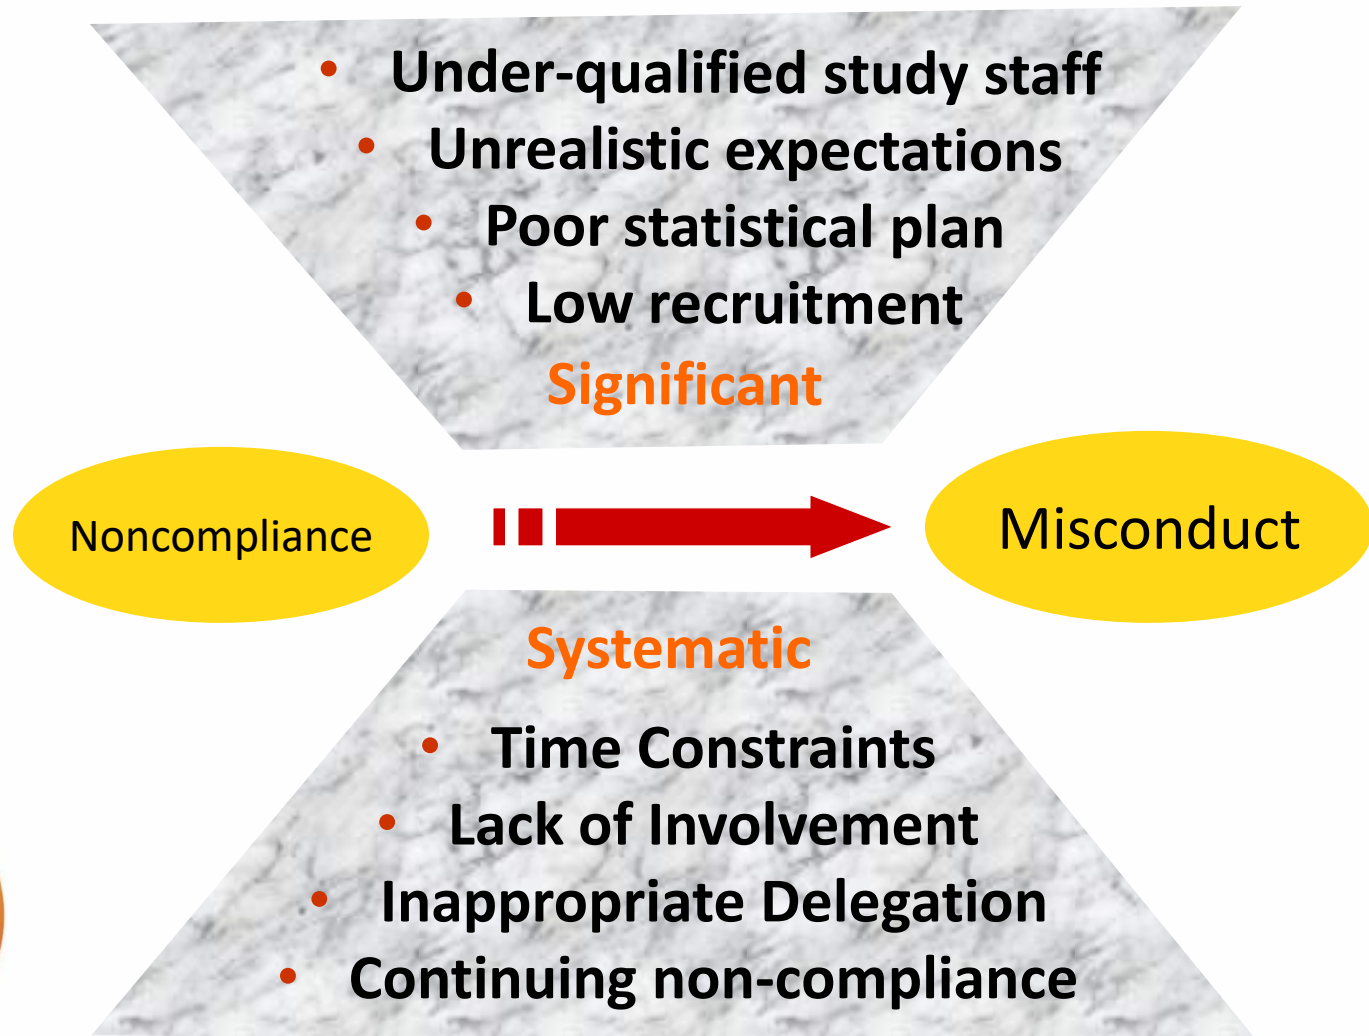 • Under-qualified study staff
• Unrealistic expectations
• Poor statistical plan
• Low recruitment
Significant
Noncompliance
Misconduct
Systematic
• Time Constraints
• Lack of Involvement
• Inappropriate Delegation
• Continuing non-compliance